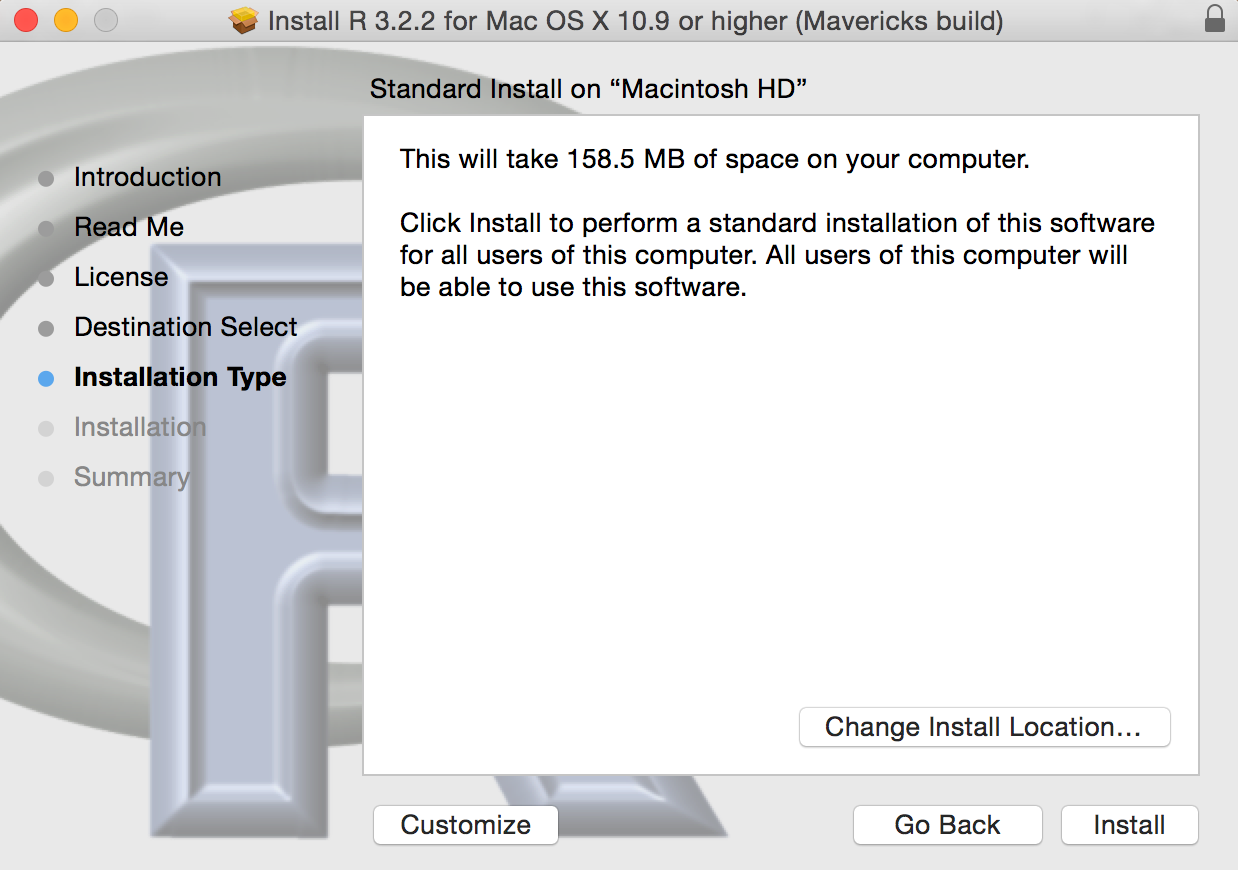 Install R 3.2.2 for Mac OS X 10.9 or higher (Mavericks build)
Standard Install on “Macintosh HD”
Introduction
Read Me
License
Destination Select
Installation Type
Installation
Summary
This will take 158.5 MB of space on your computer.
Click Install to perform a standard installation of this software
for all users of this computer. All users of this computer will
be able to use this software.
Change Install Location…
Customize
Go Back
Install